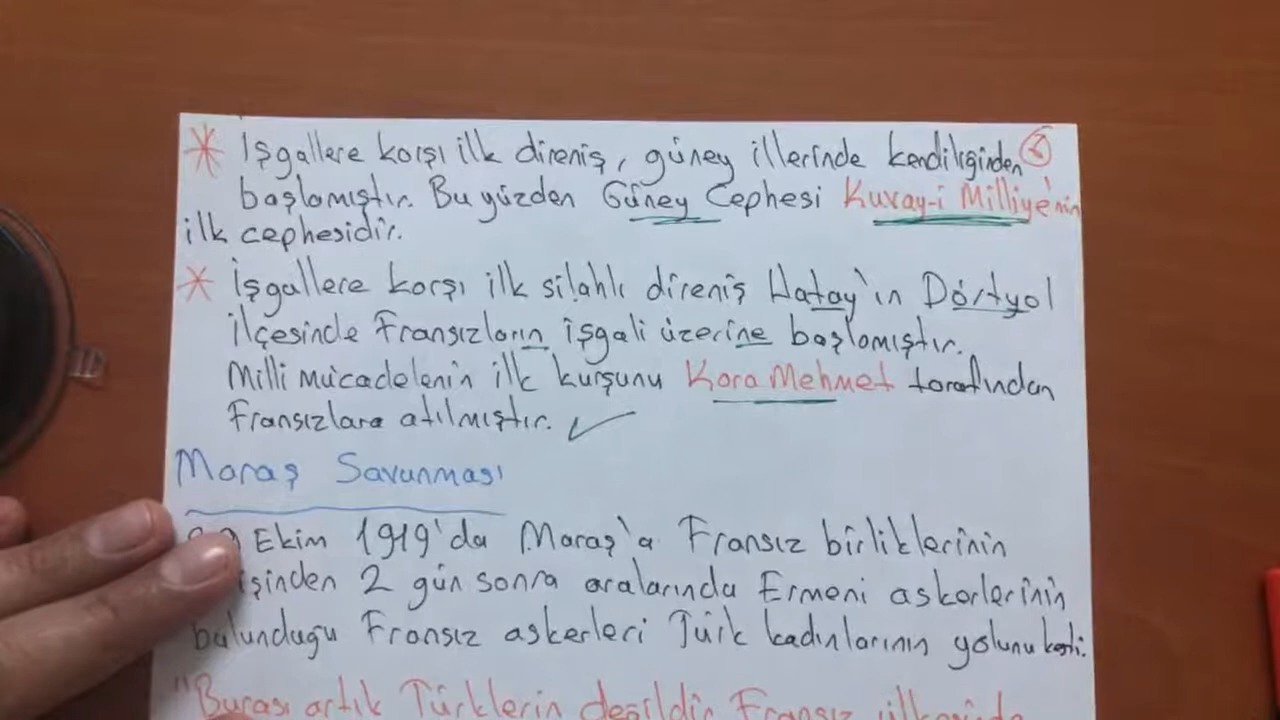 * İşgallere karşı ilk direniş, güney illerinde kendiliğinden
başlamıştır. Bu yüzden Güney Cephesi Kuvay-i Milliye'nin
ilk cephesidir.
* İşgallere karşı ilk silahlı direniş Hatay'ın Dörtyol
ilçesinde Fransızların işgali üzerine başlamıştır.
Milli mücadelenin ilk kurşunu Kara Mehmet tarafından
Fransızlara atılmıştır.
Maraş Savunması
Ekim 1919'da Maraş'a Fransız birliklerinin
2 gün sonra aralarında Ermeni askerlerinin
bulunduğu Fransız askerleri Türk kadınlarının yolunu kesti.
"Burası artık Türklerin değildir Fransız ülkesinde